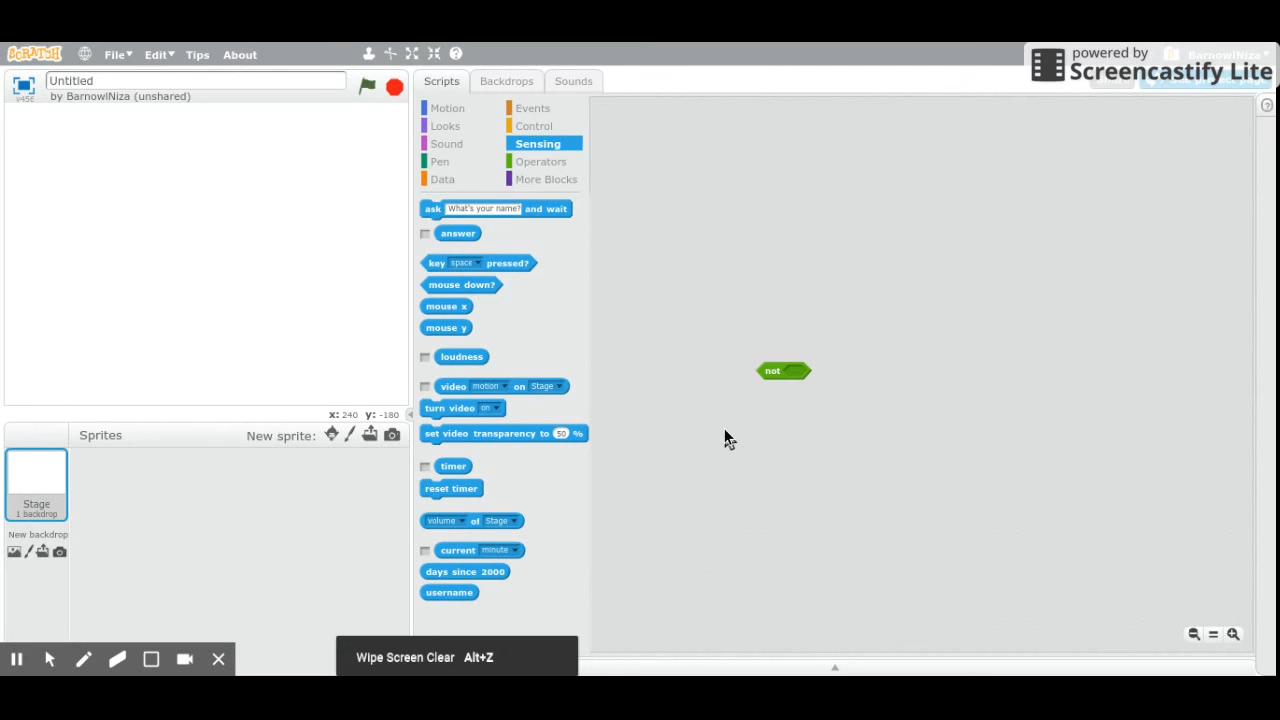 SCRATCH File▾ Edit▾ Tips About
powered by
Screencastify Lite
BarnowlNiza
Untitled
by BarnowlNiza (unshared)
v456
Scripts Backdrops Sounds
Motion Events
Looks Control
Sound Sensing
Pen Operators
Data More Blocks
ask What's your name? and wait
answer
key space pressed?
mouse down?
mouse x
mouse y
loudness
video motion on Stage
turn video on
set video transparency to 50 %
timer
reset timer
volume of Stage
current minute
days since 2000
username
not
x: 240 y: -180
Sprites New sprite:
Stage
1 backdrop
New backdrop
Wipe Screen Clear Alt+Z